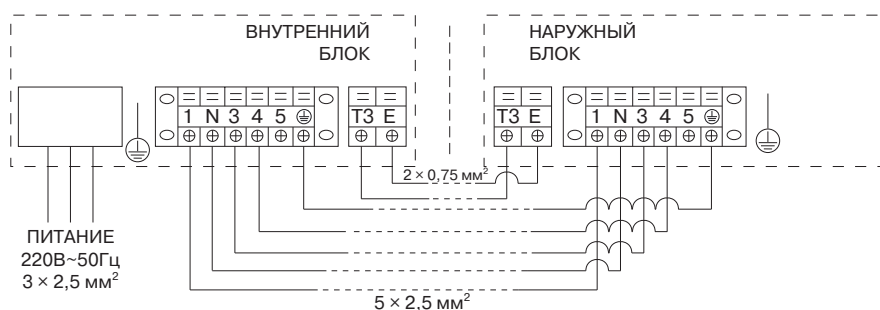 ВНУТРЕННИЙ
БЛОК
НАРУЖНЫЙ
БЛОК
1 N 3 4 5
T3 E
T3 E
1 N 3 4 5
2 × 0,75 мм²
ПИТАНИЕ
220В~50Гц
3 × 2,5 мм²
5 × 2,5 мм²